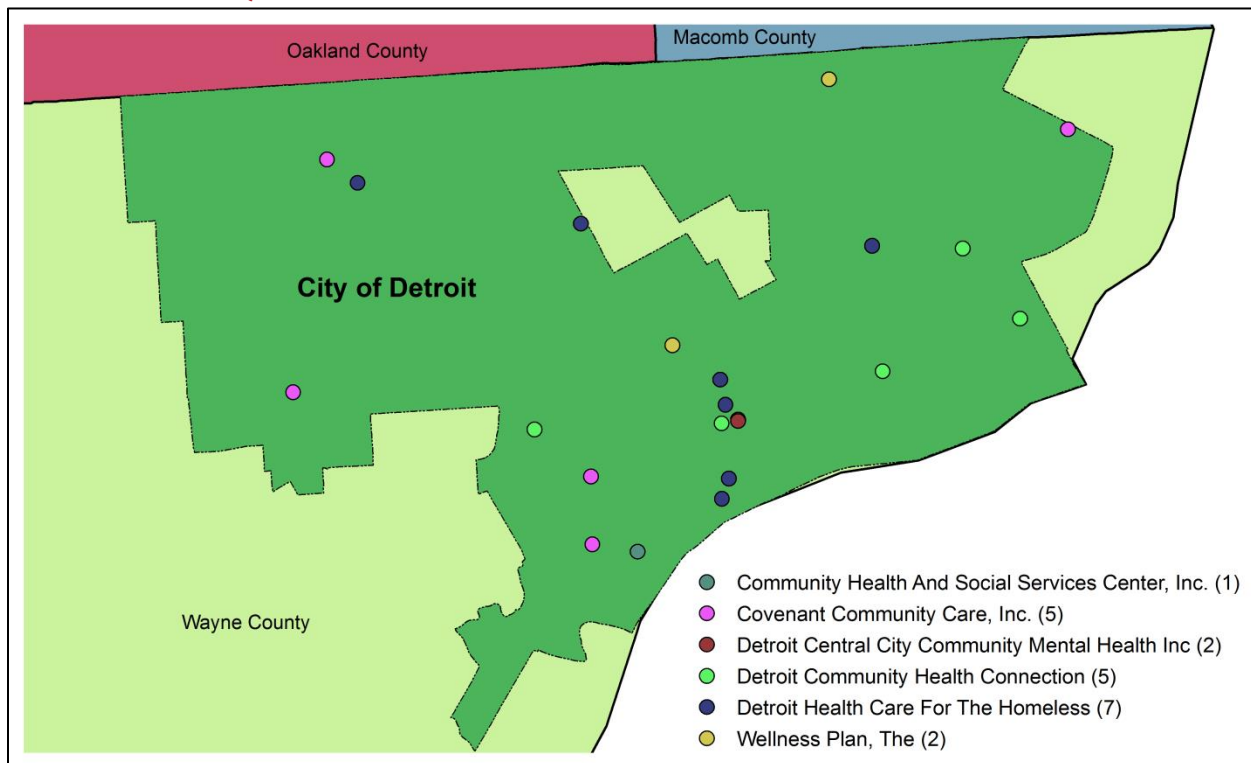 Oakland County
Macomb County
City of Detroit
Wayne County
Community Health And Social Services Center, Inc. (1)
Covenant Community Care, Inc. (5)
Detroit Central City Community Mental Health Inc (2)
Detroit Community Health Connection (5)
Detroit Health Care For The Homeless (7)
Wellness Plan, The (2)